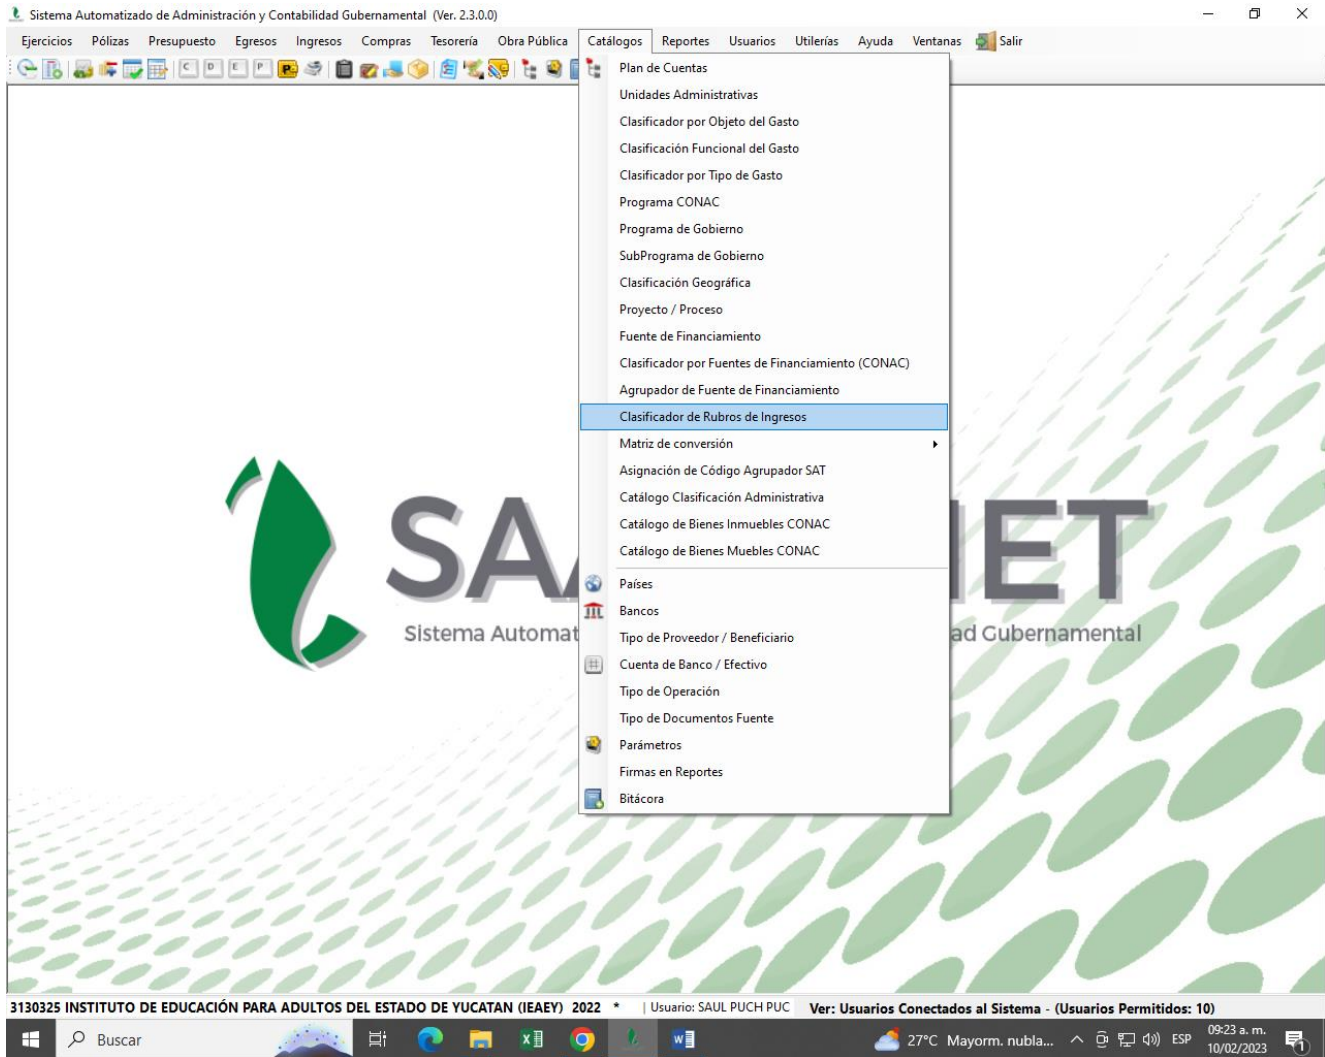 Sistema Automatizado de Administración y Contabilidad Gubernamental (Ver. 2.3.0.0)
Ejercicios Pólizas Presupuesto Egresos Ingresos Compras Tesorería Obra Pública Catálogos Reportes Usuarios Utilerías Ayuda Ventanas Salir
C D E P
Plan de Cuentas
Unidades Administrativas
Clasificador por Objeto del Gasto
Clasificación Funcional del Gasto
Clasificador por Tipo de Gasto
Programa CONAC
Programa de Gobierno
SubPrograma de Gobierno
Clasificación Geográfica
Proyecto / Proceso
Fuente de Financiamiento
Clasificador por Fuentes de Financiamiento (CONAC)
Agrupador de Fuente de Financiamiento
Clasificador de Rubros de Ingresos
Matriz de conversión
Asignación de Código Agrupador SAT
Catálogo Clasificación Administrativa
Catálogo de Bienes Inmuebles CONAC
Catálogo de Bienes Muebles CONAC
Países
Bancos
Tipo de Proveedor / Beneficiario
Cuenta de Banco / Efectivo
Tipo de Operación
Tipo de Documentos Fuente
Parámetros
Firmas en Reportes
Bitácora
SA ET
Sistema Automat ad Gubernamental
3130325 INSTITUTO DE EDUCACIÓN PARA ADULTOS DEL ESTADO DE YUCATAN (IEAEY) 2022 * | Usuario: SAUL PUCH PUC Ver: Usuarios Conectados al Sistema - (Usuarios Permitidos: 10)
Buscar 27°C Mayorm. nubla... ESP 09:23 a. m.
10/02/2023